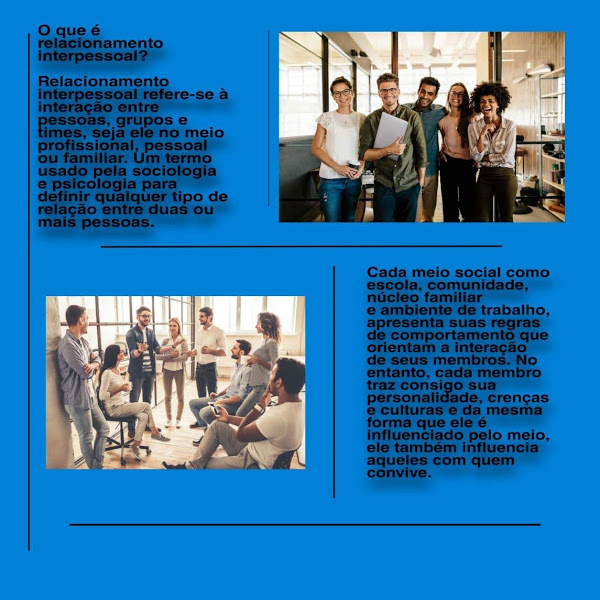 O que é
relacionamento
interpessoal?
Relacionamento
interpessoal refere-se à
interação entre
pessoas, grupos e
times, seja ele no meio
profissional, pessoal
ou familiar. Um termo
usado pela sociologia
e psicologia para
definir qualquer tipo de
relação entre duas ou
mais pessoas.
Cada meio social como
escola, comunidade,
núcleo familiar
e ambiente de trabalho,
apresenta suas regras
de comportamento que
orientam a interação
de seus membros. No
entanto, cada membro
traz consigo sua
personalidade, crenças
e culturas e da mesma
forma que ele é
influenciado pelo meio,
ele também influencia
aqueles com quem
convive.